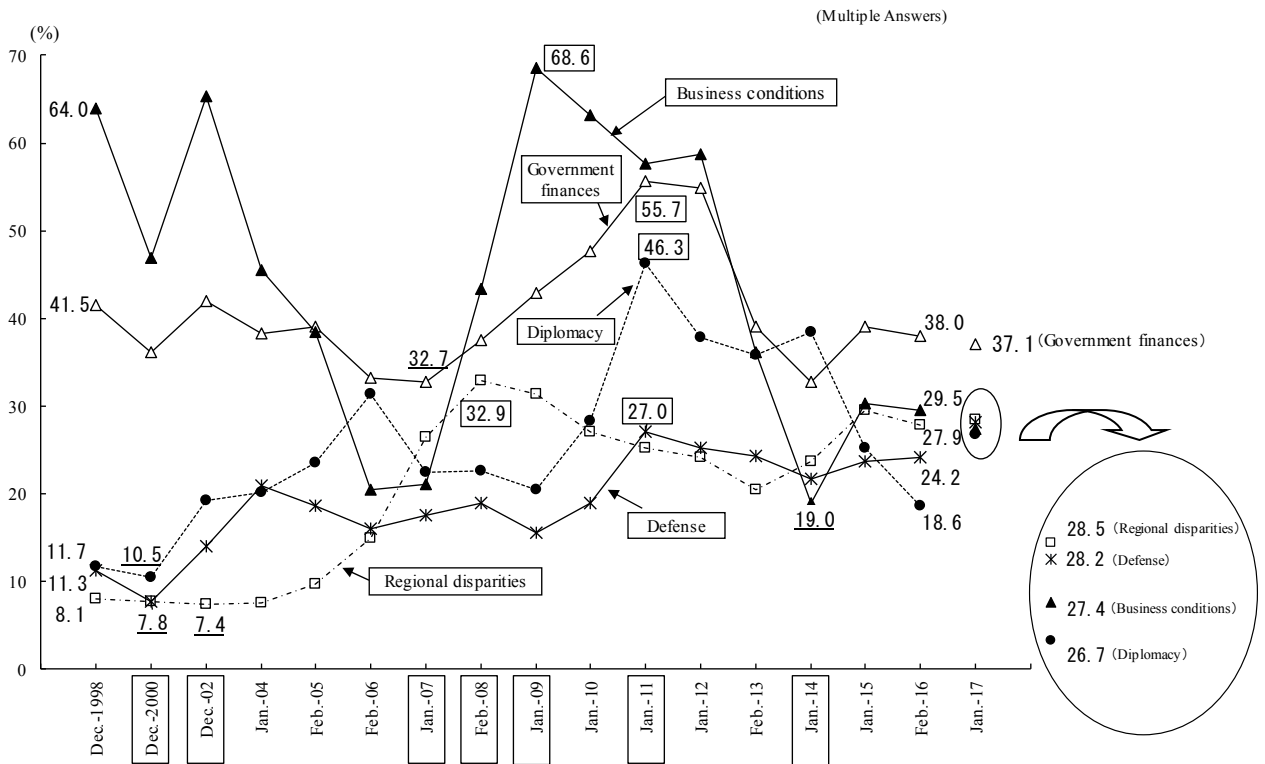 (Multiple Answers)
(%)
70
60
50
40
30
20
10
0
64.0
41.5
11.7
11.3
8.1
10.5
7.8
7.4
32.7
32.9
68.6
Business conditions
Government
finances
55.7
46.3
Diplomacy
27.0
Defense
Regional disparities
19.0
38.0
29.5
27.9
24.2
18.6
37.1 (Government finances)
28.5 (Regional disparities)
28.2 (Defense)
27.4 (Business conditions)
26.7 (Diplomacy)
Dec.-1998
Dec.-2000
Dec.-02
Jan.-04
Feb.-05
Feb.-06
Jan.-07
Feb.-08
Jan.-09
Jan.-10
Jan.-11
Jan.-12
Feb.-13
Jan.-14
Jan.-15
Feb.-16
Jan.-17